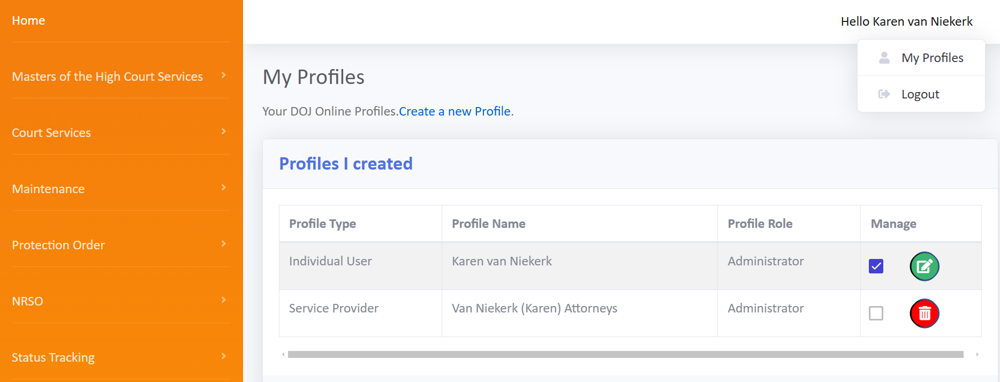 Home
Masters of the High Court Services
Court Services
Maintenance
Protection Order
NRSO
Status Tracking
Hello Karen van Niekerk
My Profiles
Logout
My Profiles
Your DOJ Online Profiles.Create a new Profile.
Profiles I created
Profile Type Profile Name Profile Role Manage
Individual User Karen van Niekerk Administrator
Service Provider Van Niekerk (Karen) Attorneys Administrator